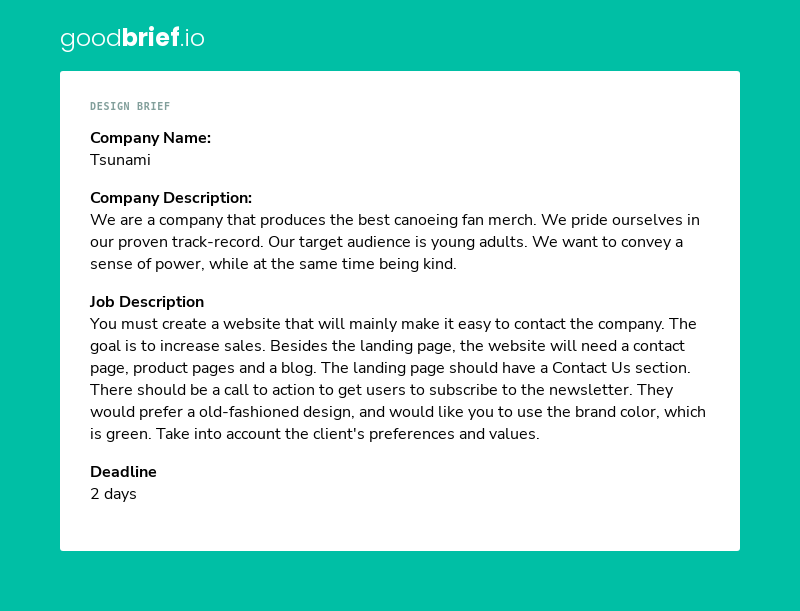 goodbrief.io
DESIGN BRIEF
Company Name:
Tsunami
Company Description:
We are a company that produces the best canoeing fan merch. We pride ourselves in
our proven track-record. Our target audience is young adults. We want to convey a
sense of power, while at the same time being kind.
Job Description
You must create a website that will mainly make it easy to contact the company. The
goal is to increase sales. Besides the landing page, the website will need a contact
page, product pages and a blog. The landing page should have a Contact Us section.
There should be a call to action to get users to subscribe to the newsletter. They
would prefer a old-fashioned design, and would like you to use the brand color, which
is green. Take into account the client's preferences and values.
Deadline
2 days